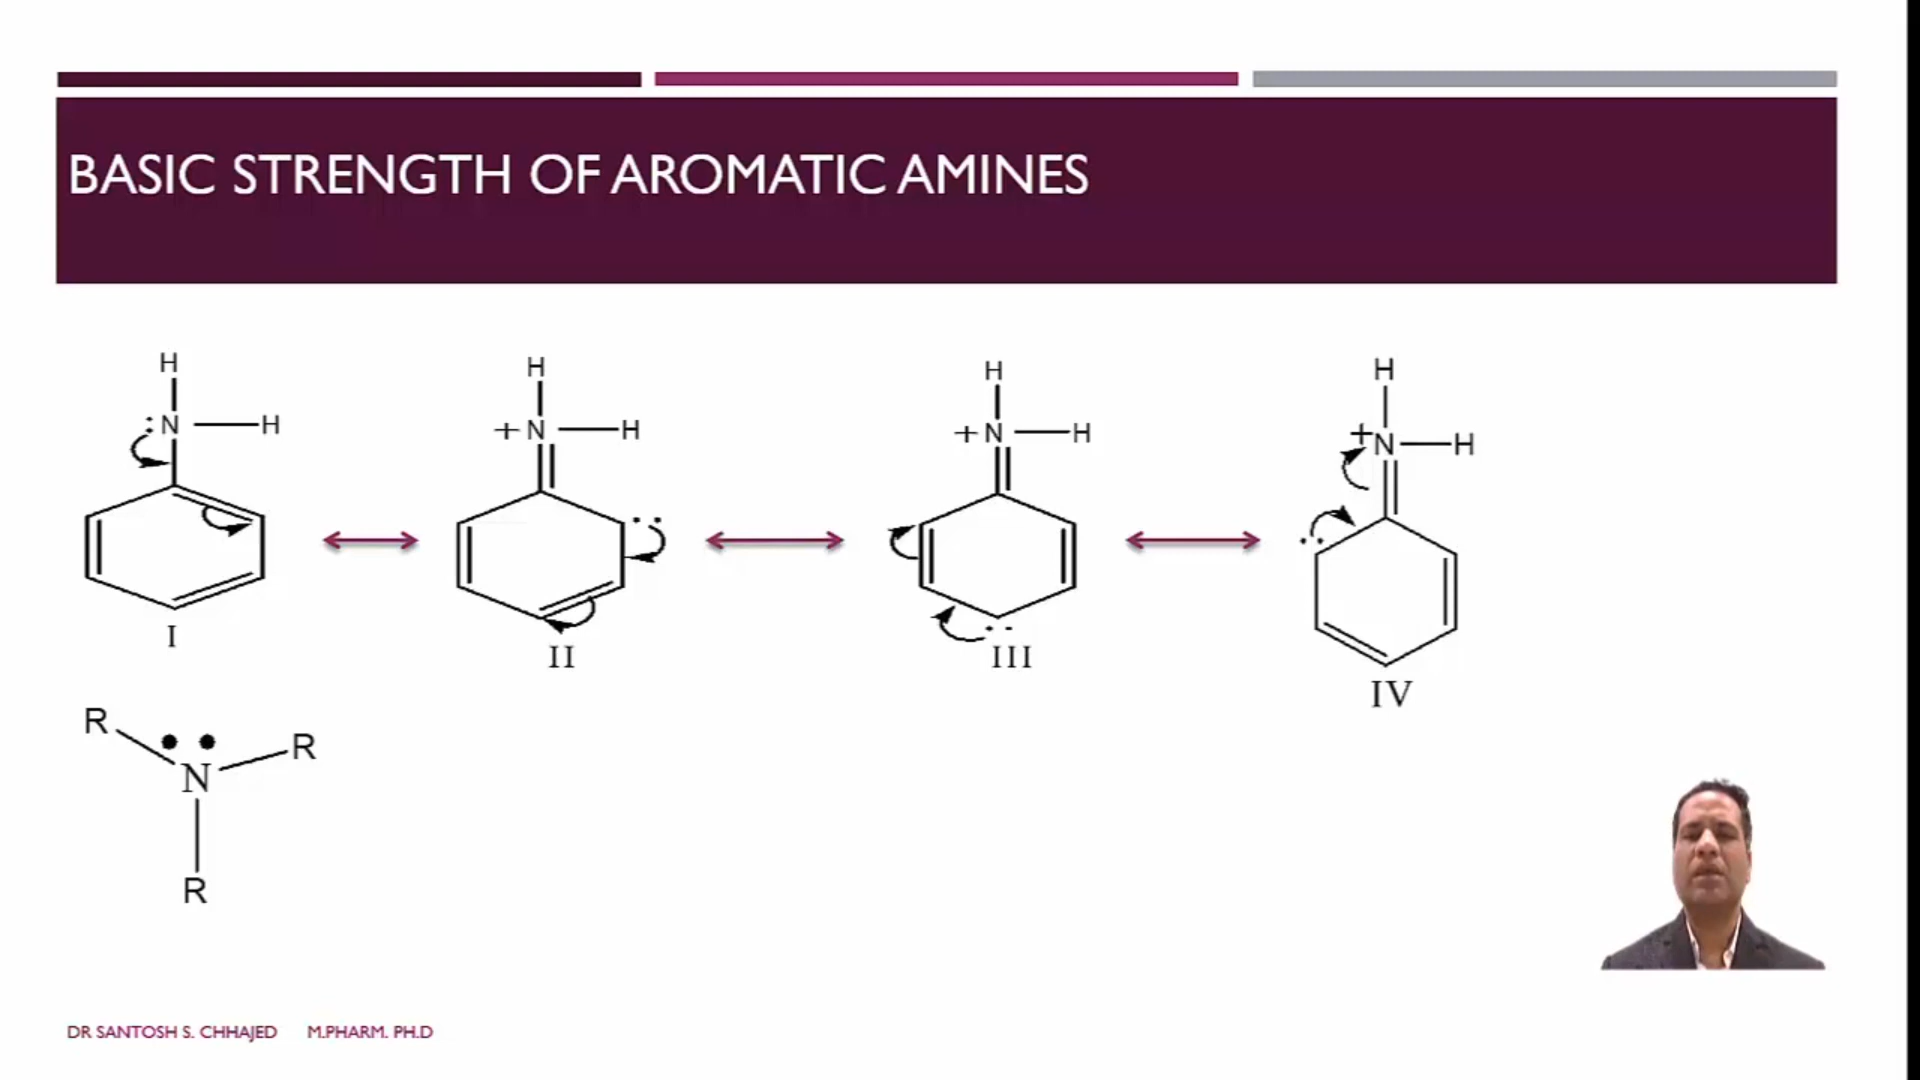 BASIC STRENGTH OF AROMATIC AMINES
H H H H
:N H +N H +N H +N H
I II III IV
R R
N
R
DR SANTOSH S. CHHAJED M.PHARM. PH.D